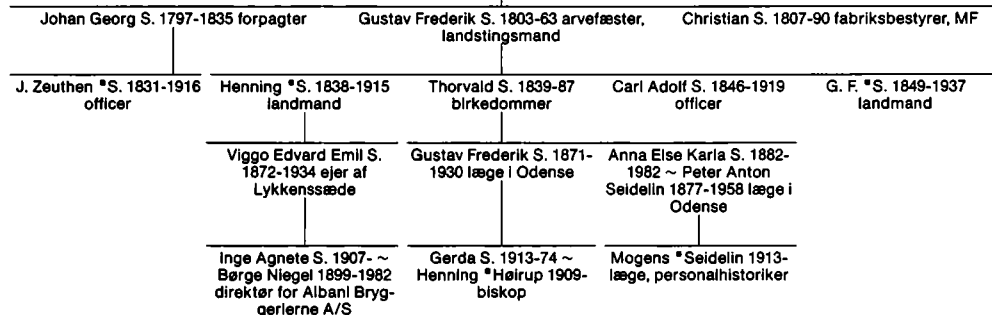 Johan Georg S. 1797-1835 forpagter
Gustav Frederik S. 1803-63 arvefæster,
landstingsmand
Christian S. 1807-90 fabriksbestyrer, MF
J. Zeuthen *S. 1831-1916
officer
Henning *S. 1838-1915
landmand
Thorvald S. 1839-87
birkedommer
Carl Adolf S. 1846-1919
officer
G. F. *S. 1849-1937
landmand
Viggo Edvard Emil S.
1872-1934 ejer af
Lykkenssæde
Gustav Frederik S. 1871-
1930 læge i Odense
Anna Else Karla S. 1882-
1982 ~ Peter Anton
Seidelin 1877-1958 læge i
Odense
Inge Agnete S. 1907- ~
Børge Niegel 1899-1982
direktør for Albani Bryg-
gerierne A/S
Gerda S. 1913-74 ~
Henning *Høirup 1909-
biskop
Mogens *Seidelin 1913-
læge, personalhistoriker